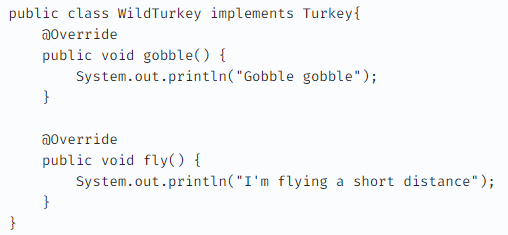 public class WildTurkey implements Turkey{
    @Override
    public void gobble() {
        System.out.println("Gobble gobble");
    }

    @Override
    public void fly() {
        System.out.println("I'm flying a short distance");
    }
}